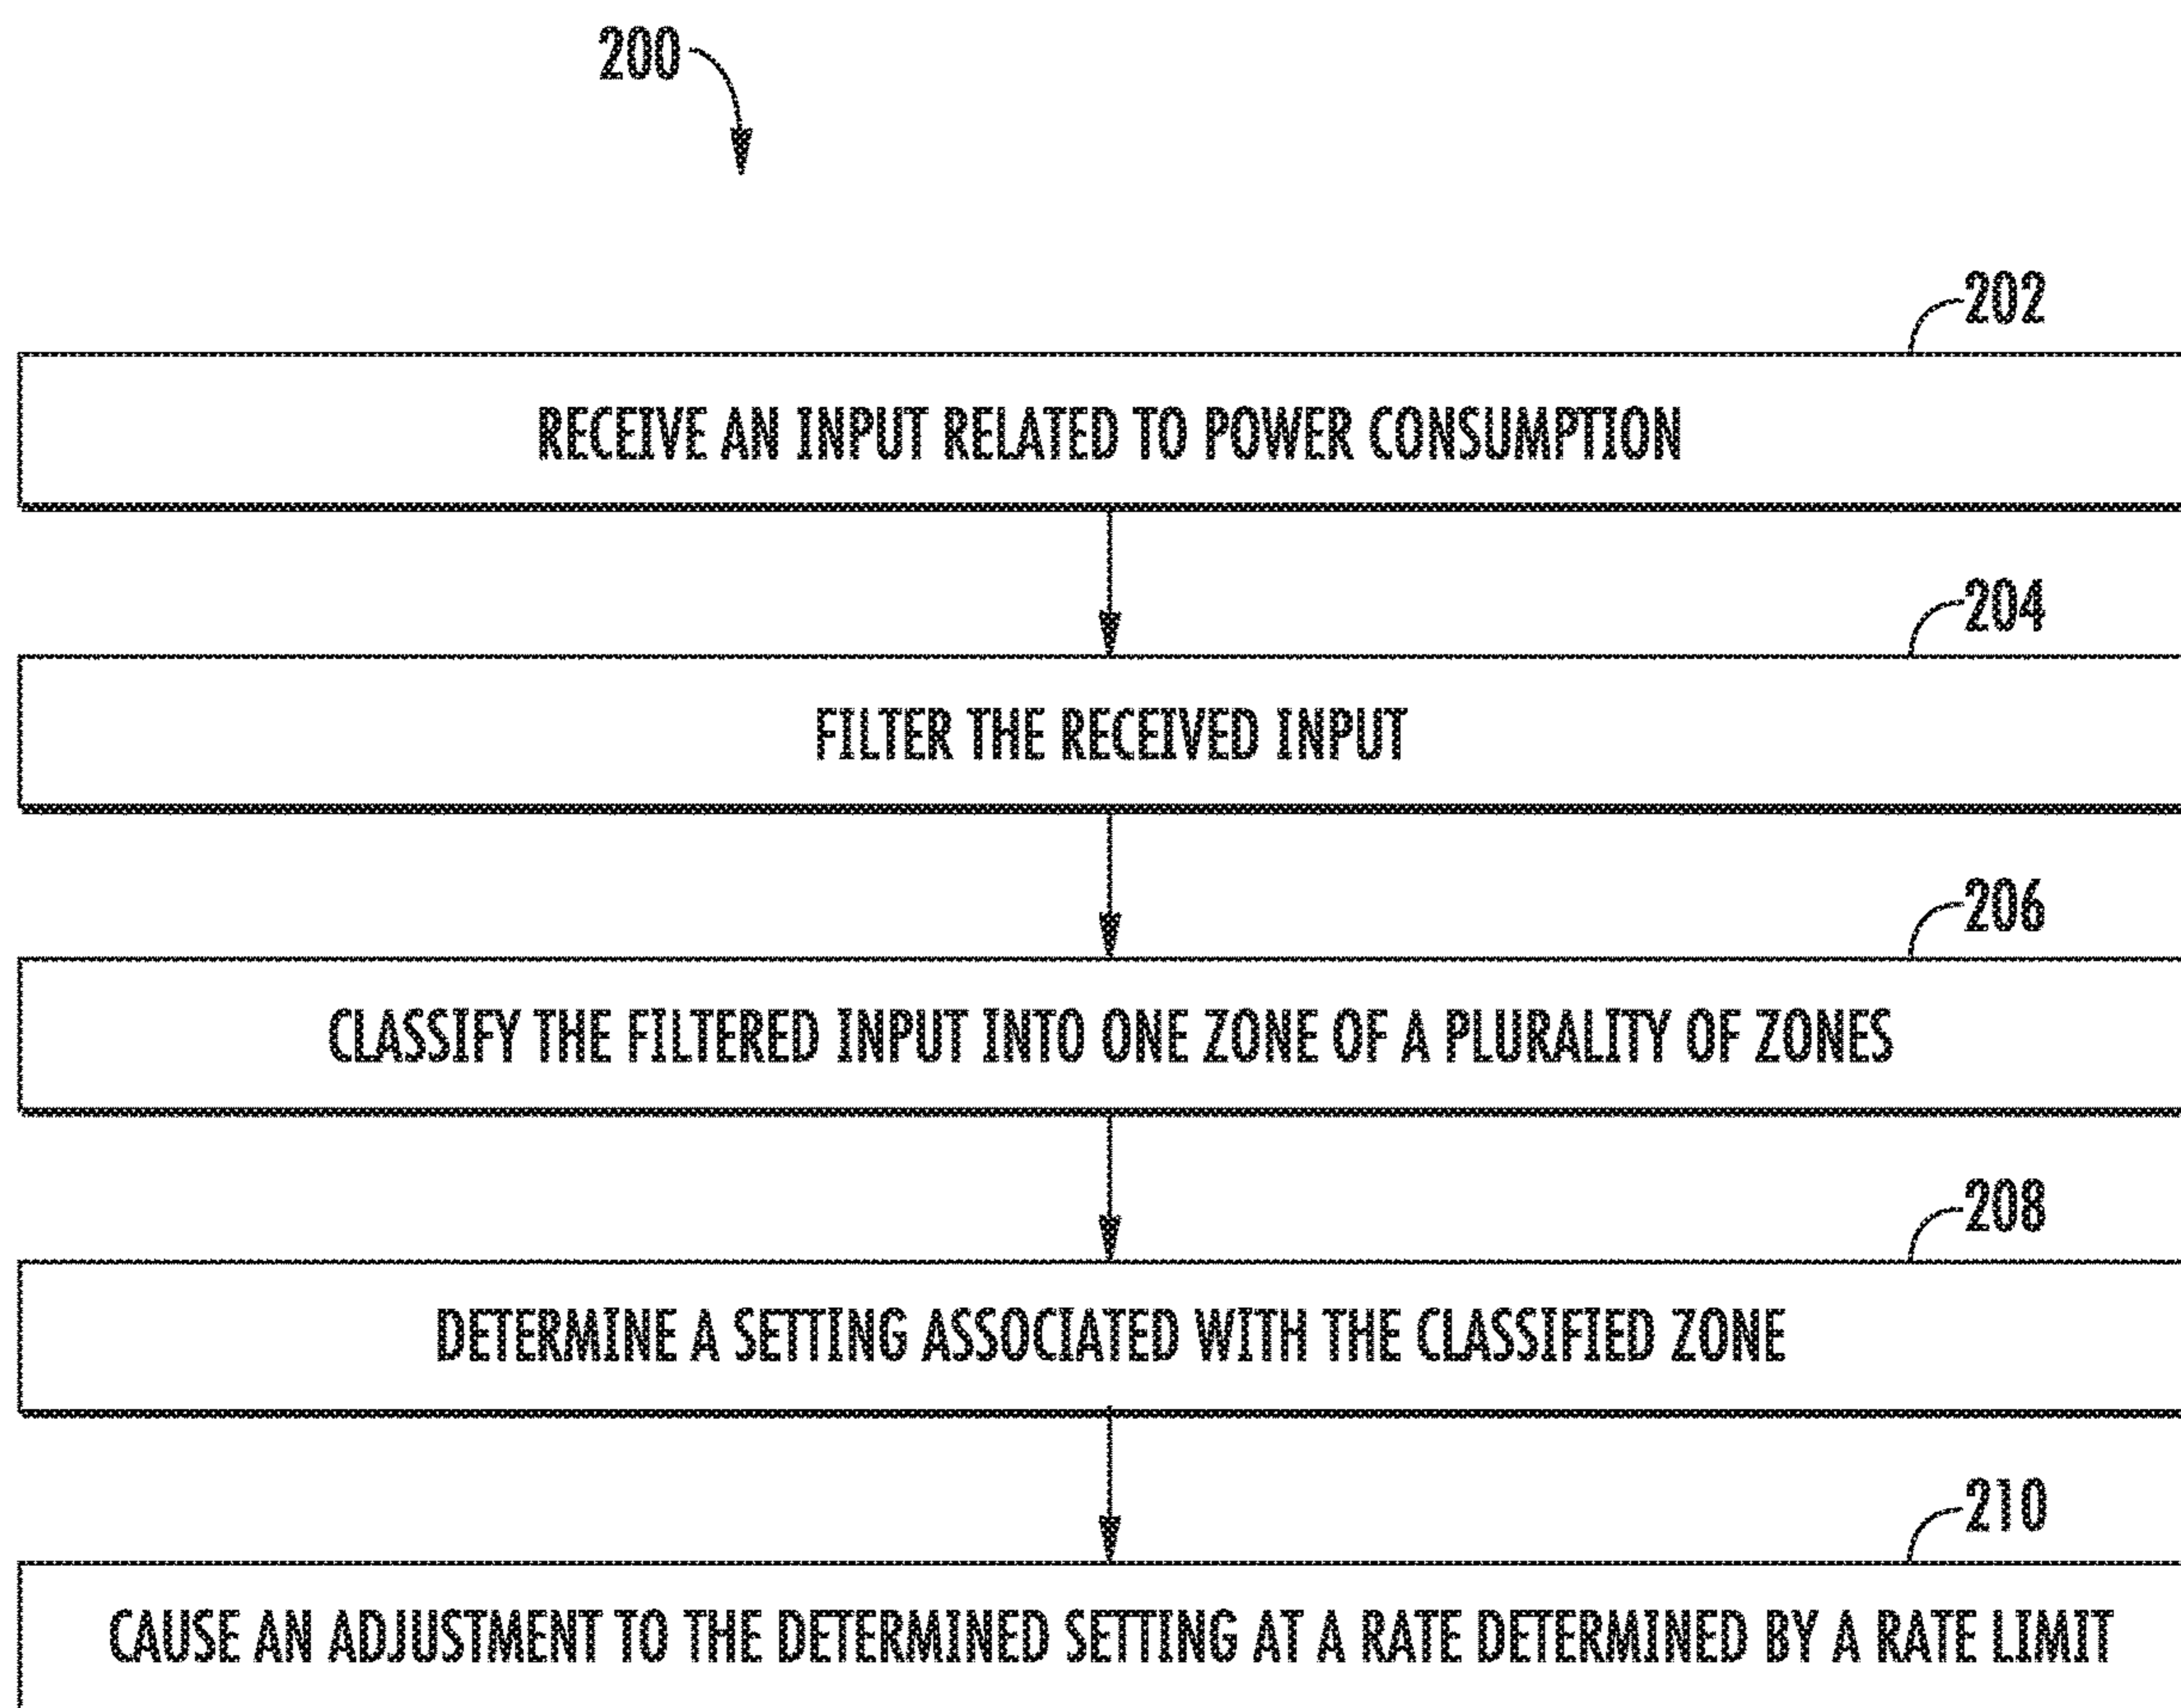 200
202
RECEIVE AN INPUT RELATED TO POWER CONSUMPTION
204
FILTER THE RECEIVED INPUT
206
CLASSIFY THE FILTERED INPUT INTO ONE ZONE OF A PLURALITY OF ZONES
208
DETERMINE A SETTING ASSOCIATED WITH THE CLASSIFIED ZONE
210
CAUSE AN ADJUSTMENT TO THE DETERMINED SETTING AT A RATE DETERMINED BY A RATE LIMIT